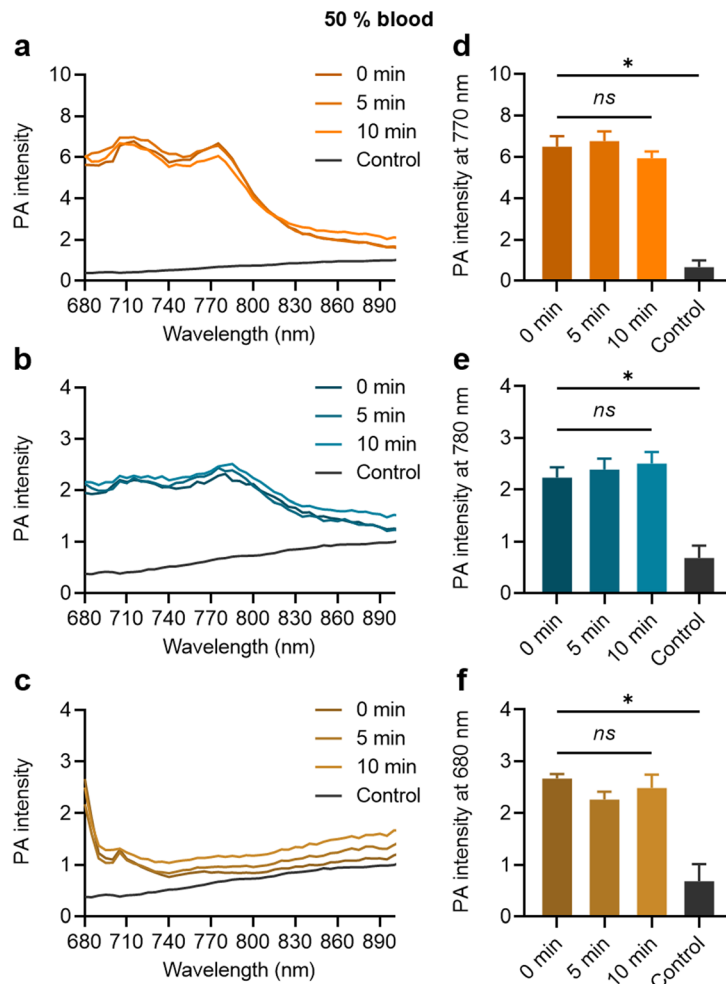 50 % blood
a
PA intensity
10
8
6
4
2
0
680 710 740 770 800 830 860 890
Wavelength (nm)
0 min
5 min
10 min
Control
d
PA intensity at 770 nm
10
8
6
4
2
0
*
ns
0 min
5 min
10 min
Control
b
PA intensity
4
3
2
1
0
680 710 740 770 800 830 860 890
Wavelength (nm)
0 min
5 min
10 min
Control
e
PA intensity at 780 nm
4
3
2
1
0
*
ns
0 min
5 min
10 min
Control
c
PA intensity
4
3
2
1
0
680 710 740 770 800 830 860 890
Wavelength (nm)
0 min
5 min
10 min
Control
f
PA intensity at 680 nm
4
3
2
1
0
*
ns
0 min
5 min
10 min
Control